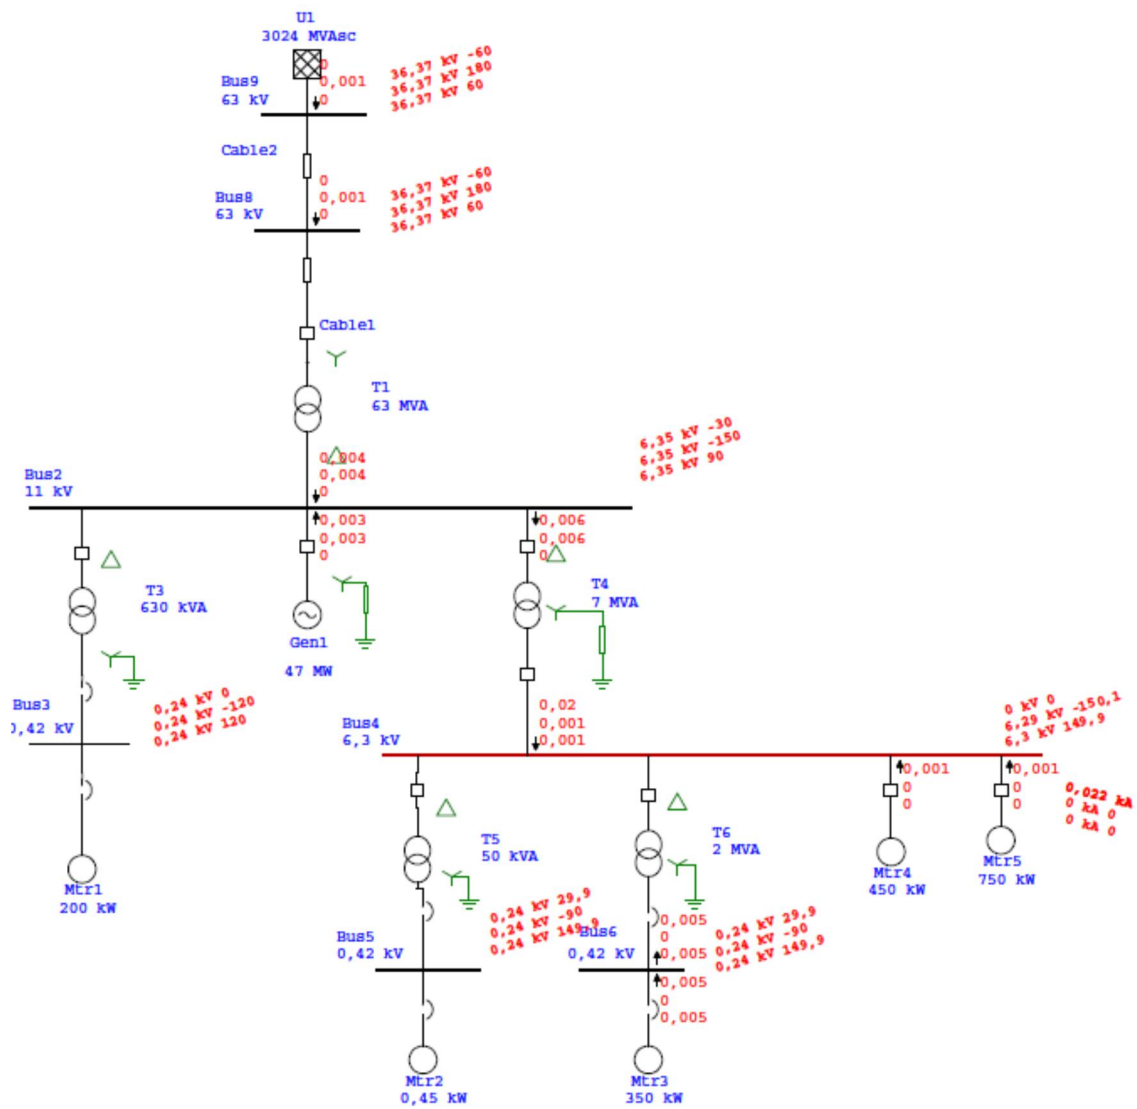 U1
3024 MVAsc
0
0,001
0
36,37 kV -60
36,37 kV 180
36,37 kV 60
Bus9
63 kV
Cable2
0
0,001
0
36,37 kV -60
36,37 kV 180
36,37 kV 60
Bus8
63 kV
Cable1
T1
63 MVA
0,004
0,004
0
6,35 kV -30
6,35 kV -150
6,35 kV 90
Bus2
11 kV
0,003
0,003
0
0,006
0,006
0
T3
630 kVA
T4
7 MVA
Gen1
47 MW
Bus3
0,42 kV
0,24 kV 0
0,24 kV -120
0,24 kV 120
Bus4
6,3 kV
0,02
0,001
0,001
0 kV 0
6,29 kV -150,1
6,3 kV 149,9
0,001
0
0
0,001
0
0
0,022 kA
0 kA 0
0 kA 0
T5
50 kVA
T6
2 MVA
Mtr4
450 kW
Mtr5
750 kW
Mtr1
200 kW
Bus5
0,42 kV
0,24 kV 29,9
0,24 kV -90
0,24 kV 149,9
Bus6
0,42 kV
0,005
0
0,005
0,24 kV 29,9
0,24 kV -90
0,24 kV 149,9
0,005
0
0,005
Mtr2
0,45 kW
Mtr3
350 kW